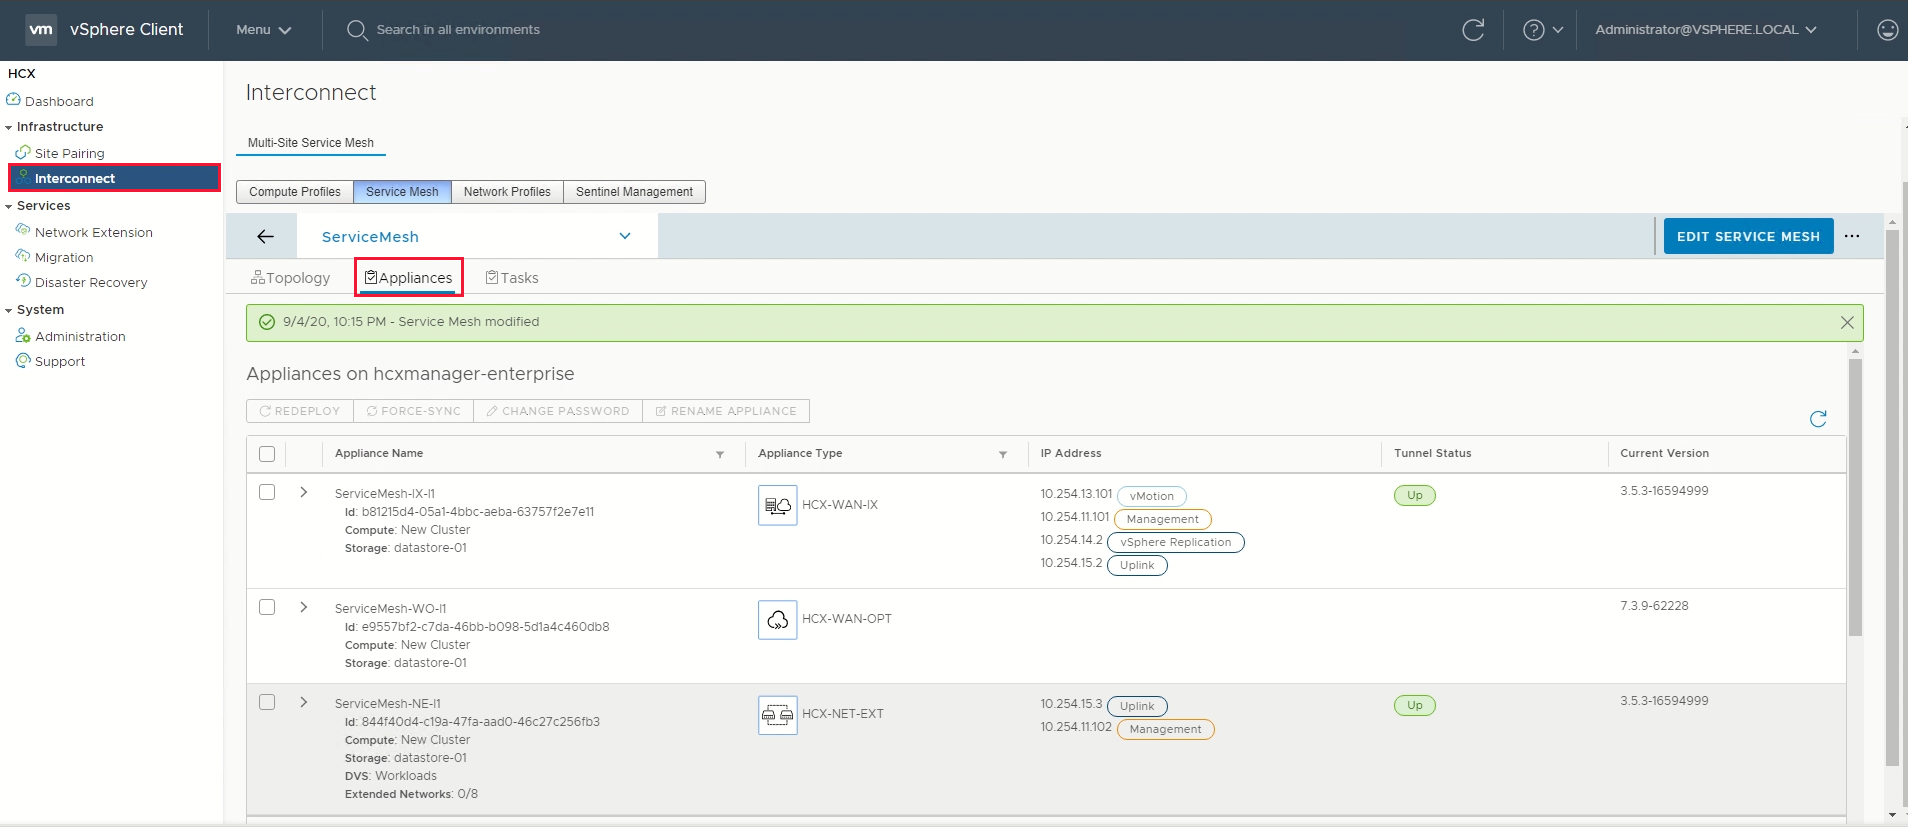 vm vSphere Client Menu Search in all environments Administrator@VSPHERE.LOCAL
HCX
Dashboard
Infrastructure
Site Pairing
Interconnect
Services
Network Extension
Migration
Disaster Recovery
System
Administration
Support
Interconnect
Multi-Site Service Mesh
Compute Profiles Service Mesh Network Profiles Sentinel Management
ServiceMesh EDIT SERVICE MESH ...
Topology Appliances Tasks
9/4/20, 10:15 PM - Service Mesh modified
Appliances on hcxmanager-enterprise
REDEPLOY FORCE-SYNC CHANGE PASSWORD RENAME APPLIANCE
Appliance Name Appliance Type IP Address Tunnel Status Current Version
ServiceMesh-IX-I1
Id: b81215d4-05a1-4bbc-aeba-63757f2e7e11
Compute: New Cluster
Storage: datastore-01
HCX-WAN-IX
10.254.13.101 vMotion
10.254.11.101 Management
10.254.14.2 vSphere Replication
10.254.15.2 Uplink
Up
3.5.3-16594999
ServiceMesh-WO-I1
Id: e9557bf2-c7da-46bb-b098-5d1a4c460db8
Compute: New Cluster
Storage: datastore-01
HCX-WAN-OPT
7.3.9-62228
ServiceMesh-NE-I1
Id: 844f40d4-c19a-47fa-aad0-46c27c256fb3
Compute: New Cluster
Storage: datastore-01
DVS: Workloads
Extended Networks: 0/8
HCX-NET-EXT
10.254.15.3 Uplink
10.254.11.102 Management
Up
3.5.3-16594999